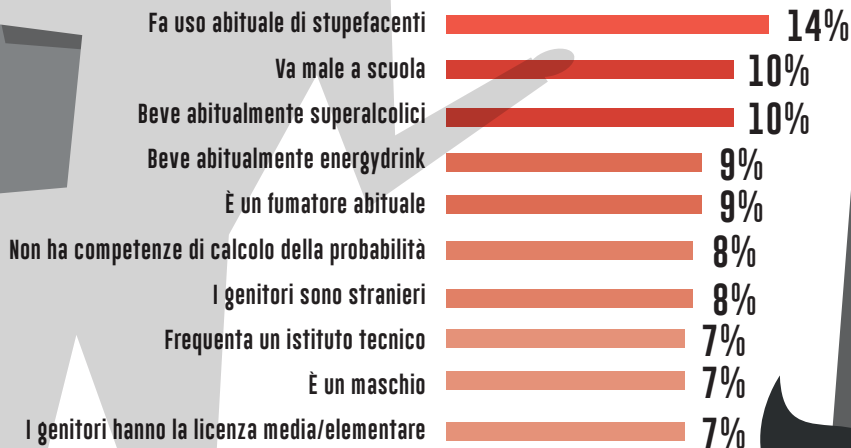 Fa uso abituale di stupefacenti 14%
Va male a scuola 10%
Beve abitualmente superalcolici 10%
Beve abitualmente energydrink 9%
È un fumatore abituale 9%
Non ha competenze di calcolo della probabilità 8%
I genitori sono stranieri 8%
Frequenta un istituto tecnico 7%
È un maschio 7%
I genitori hanno la licenza media/elementare 7%